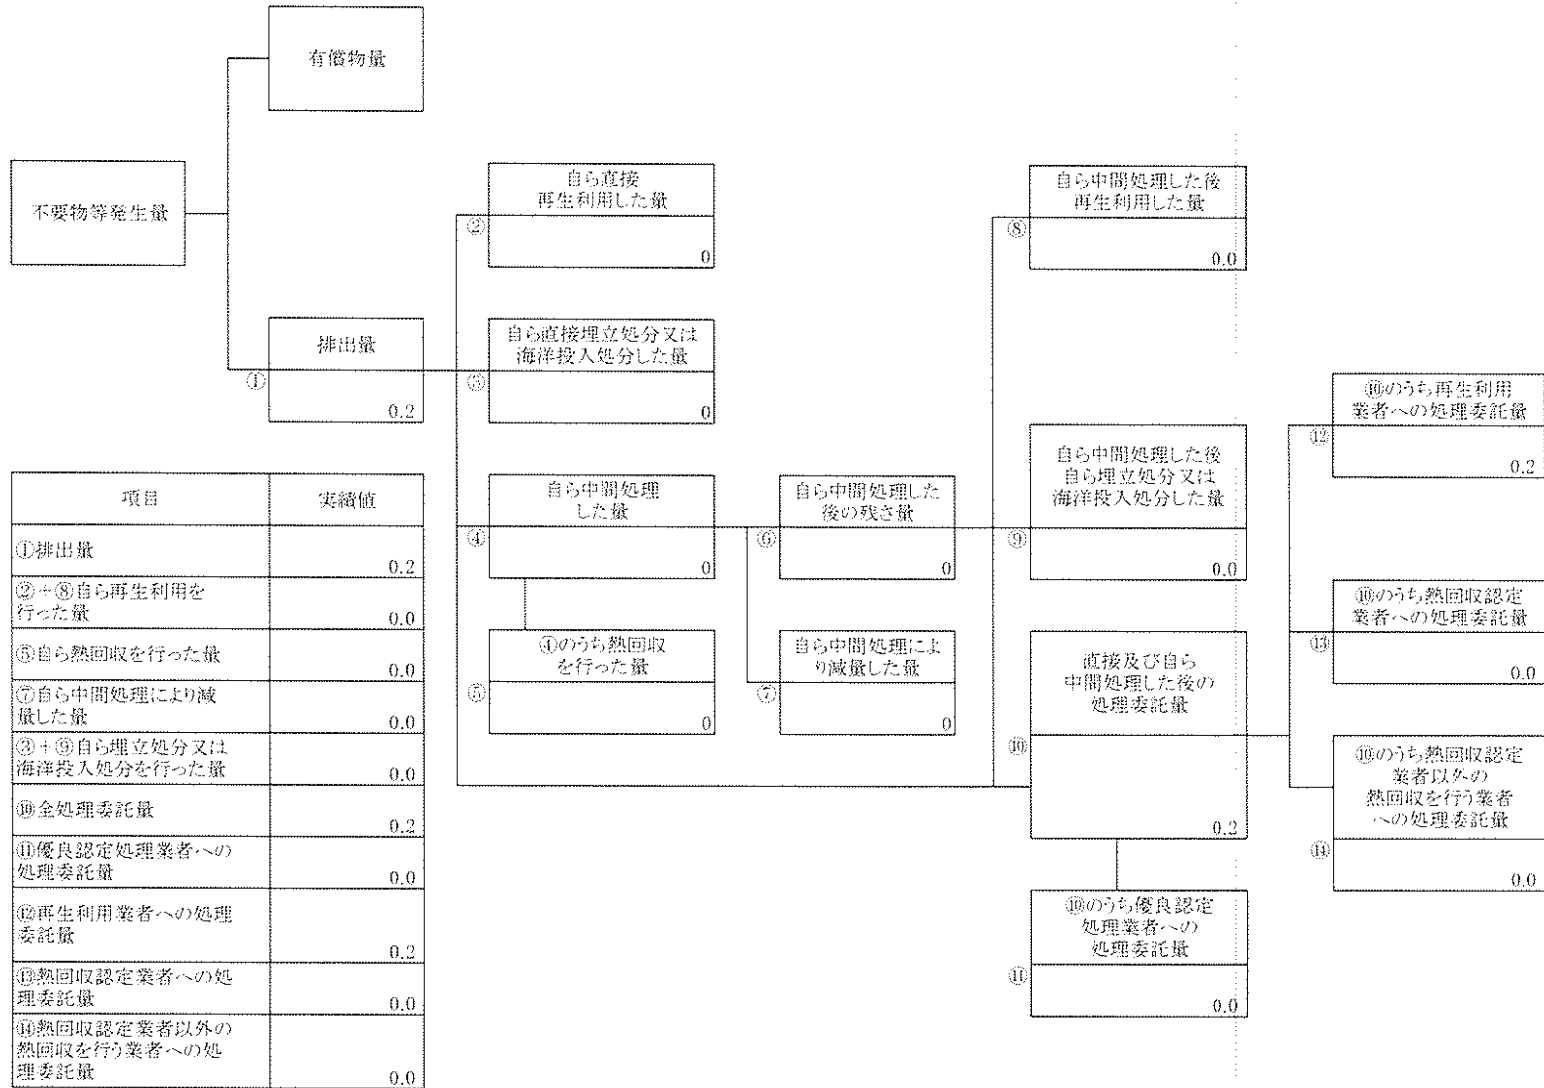 有償物量
不要物等発生量
排出量
①
0.2
自ら直接
再生利用した量
②
0
自ら直接埋立処分又は
海洋投入処分した量
③
0
自ら中間処理
した量
④
0
④のうち熱回収
を行った量
⑤
0
自ら中間処理した
後の残さ量
⑥
0
自ら中間処理によ
り減量した量
⑦
0
自ら中間処理した後
再生利用した量
⑧
0.0
自ら中間処理した後
自ら埋立処分又は
海洋投入処分した量
⑨
0.0
直接及び自ら
中間処理した後の
処理委託量
⑩
0.2
⑩のうち優良認定
処理業者への
処理委託量
⑪
0.0
⑩のうち再生利用
業者への処理委託量
⑫
0.2
⑩のうち熱回収認定
業者への処理委託量
⑬
0.0
⑩のうち熱回収認定
業者以外の
熱回収を行う業者
への処理委託量
⑭
0.0
項目 実績値
①排出量
0.2
②+⑧自ら再生利用を
行った量
0.0
⑤自ら熱回収を行った量
0.0
⑦自ら中間処理により減
量した量
0.0
③+⑨自ら埋立処分又は
海洋投入処分を行った量
0.0
⑩全処理委託量
0.2
⑪優良認定処理業者への
処理委託量
0.0
⑫再生利用業者への処理
委託量
0.2
⑬熱回収認定業者への処
理委託量
0.0
⑭熱回収認定業者以外の
熱回収を行う業者への処
理委託量
0.0